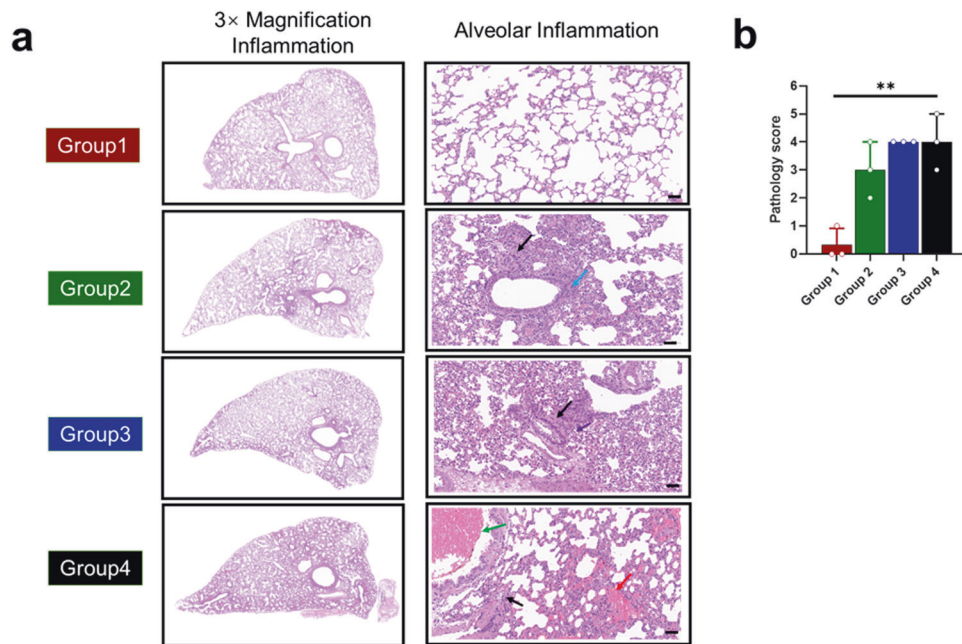 a
3× Magnification
Inflammation
Alveolar Inflammation
Group1
Group2
Group3
Group4
b
**
Pathology score
6
5
4
3
2
1
0
Group 1
Group 2
Group 3
Group 4